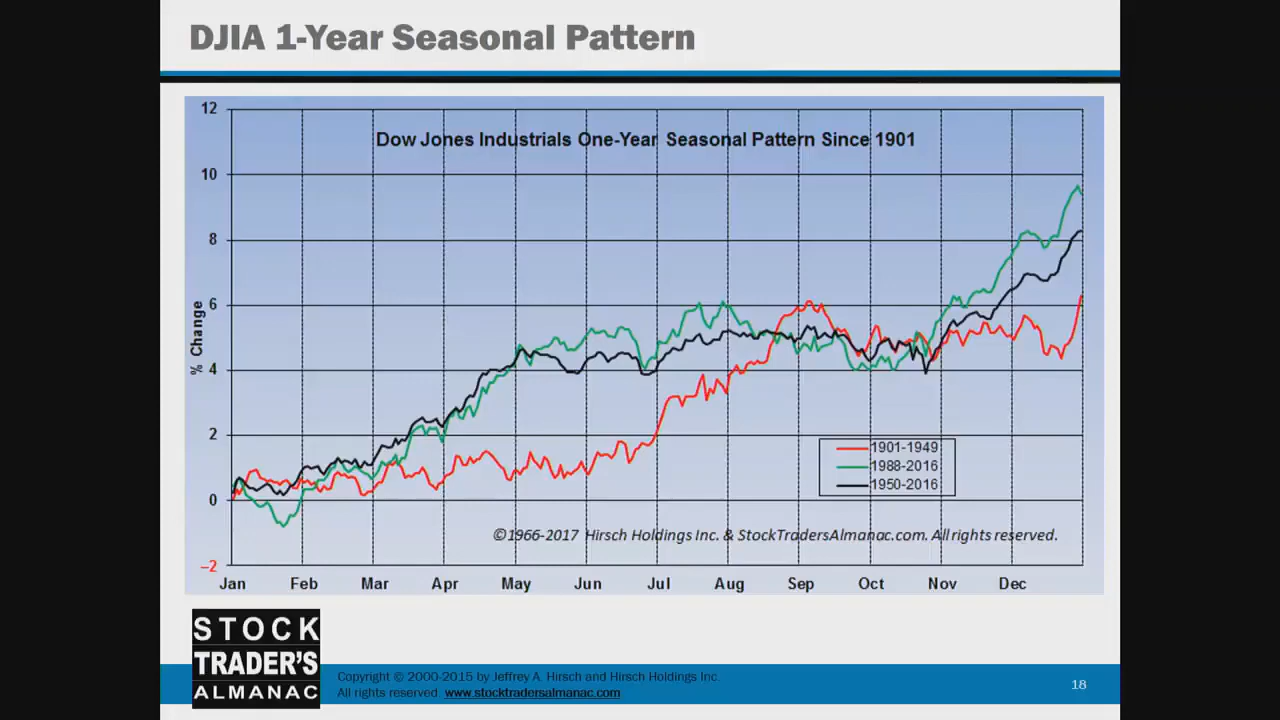 DJIA 1-Year Seasonal Pattern
Dow Jones Industrials One-Year Seasonal Pattern Since 1901
% Change
12
10
8
6
4
2
0
–2
1901-1949
1988-2016
1950-2016
©1966-2017 Hirsch Holdings Inc. & StockTradersAlmanac.com. All rights reserved.
Jan Feb Mar Apr May Jun Jul Aug Sep Oct Nov Dec
STOCK
TRADER'S
ALMANAC
Copyright © 2000-2015 by Jeffrey A. Hirsch and Hirsch Holdings Inc.
All rights reserved. www.stocktradersalmanac.com
18